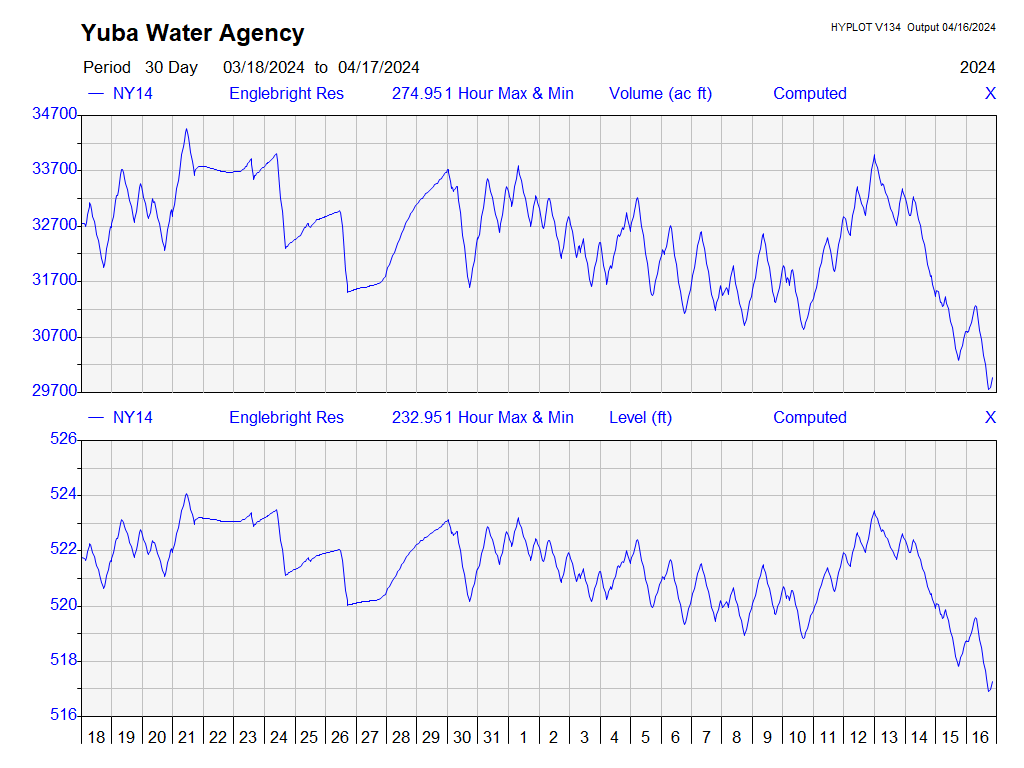 Yuba Water Agency
HYPLOT V134 Output 04/16/2024
Period 30 Day 03/18/2024 to 04/17/2024
2024
NY14 Englebright Res 274.951 Hour Max & Min Volume (ac ft) Computed X
34700
33700
32700
31700
30700
29700
NY14 Englebright Res 232.951 Hour Max & Min Level (ft) Computed X
526
524
522
520
518
516
18 19 20 21 22 23 24 25 26 27 28 29 30 31 1 2 3 4 5 6 7 8 9 10 11 12 13 14 15 16